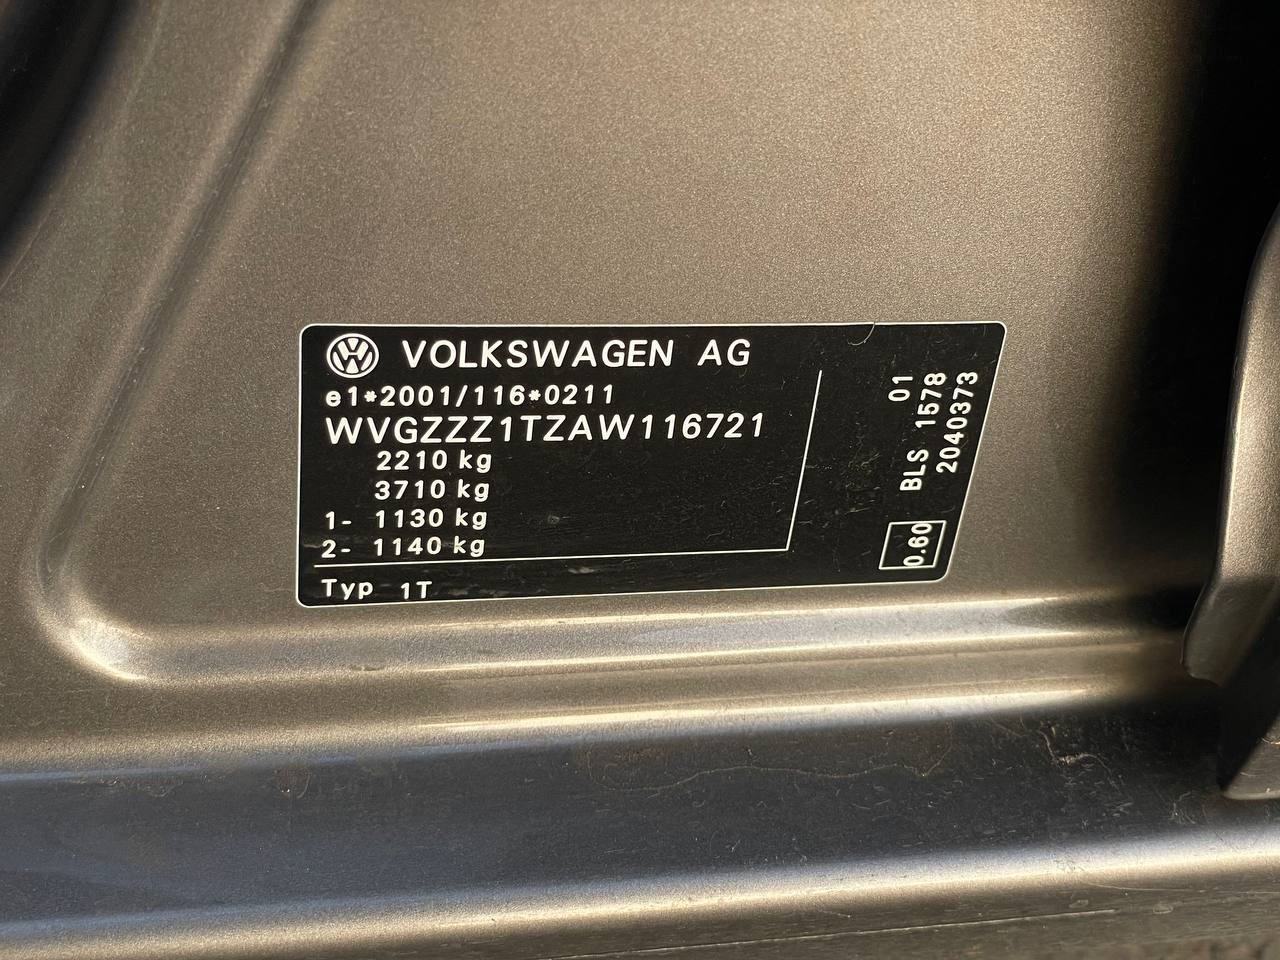 VOLKSWAGEN AG
e1*2001/116*0211
WVGZZZ1TZAW116721
2210 kg
3710 kg
1- 1130 kg
2- 1140 kg
Typ 1T
01
BLS 1578
2040373
0.60